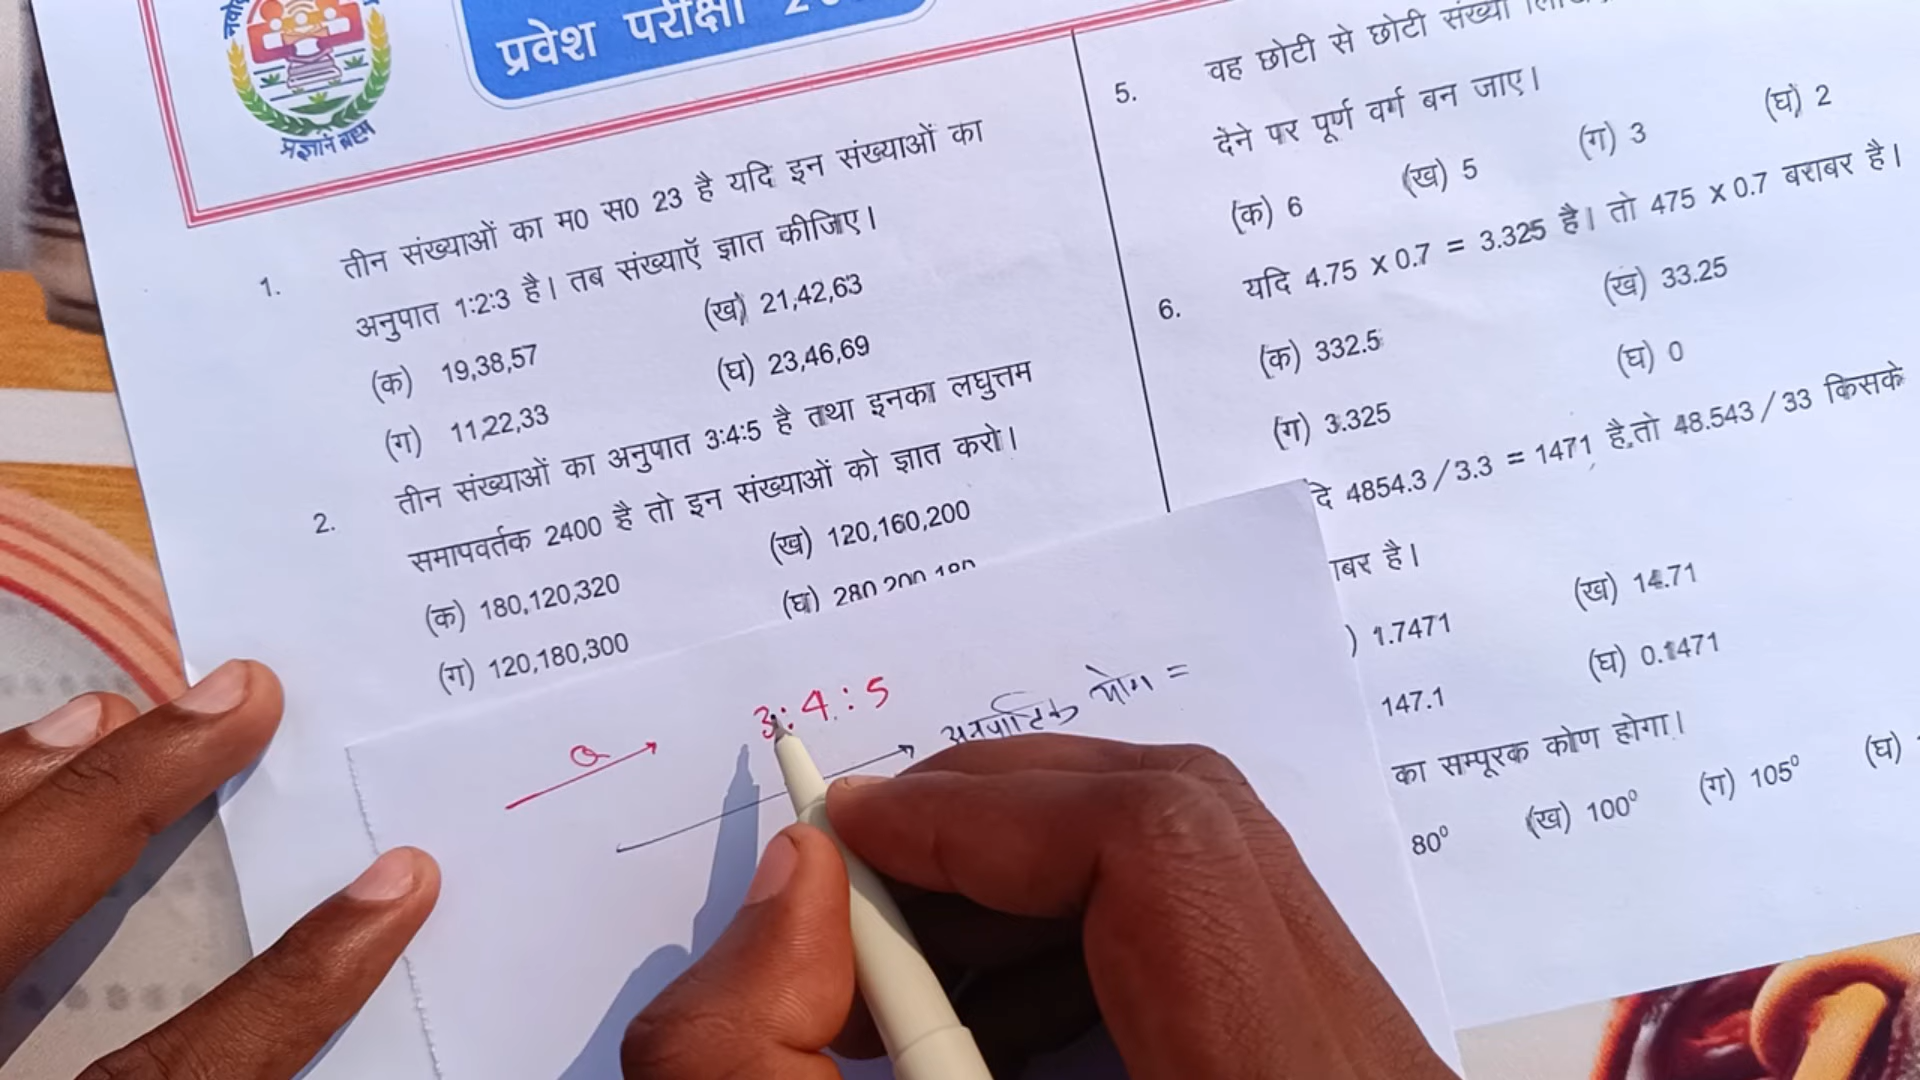 प्रवेश परीक्षा
प्रज्ञानं ब्रह्म
1. तीन संख्याओं का म0 स0 23 है यदि इन संख्याओं का
अनुपात 1:2:3 है। तब संख्याएँ ज्ञात कीजिए।
(क) 19,38,57 (ख) 21,42,63
(ग) 11,22,33 (घ) 23,46,69
2. तीन संख्याओं का अनुपात 3:4:5 है तथा इनका लघुत्तम
समापवर्तक 2400 है तो इन संख्याओं को ज्ञात करो।
(क) 180,120,320 (ख) 120,160,200
(ग) 120,180,300 (घ) 280
3:4:5
योग =
5. वह छोटी से छोटी संख्या
देने पर पूर्ण वर्ग बन जाए।
(क) 6 (ख) 5 (ग) 3 (घ) 2
6. यदि 4.75 x 0.7 = 3.325 है। तो 475 x 0.7 बराबर है।
(क) 332.5 (ख) 33.25
(ग) 3.325 (घ) 0
4854.3/3.3 = 1471 है,तो 48.543/33 किसके
है।
1.7471 (ख) 14.71
147.1 (घ) 0.1471
का सम्पूरक कोण होगा।
80⁰ (ख) 100⁰ (ग) 105⁰ (घ)